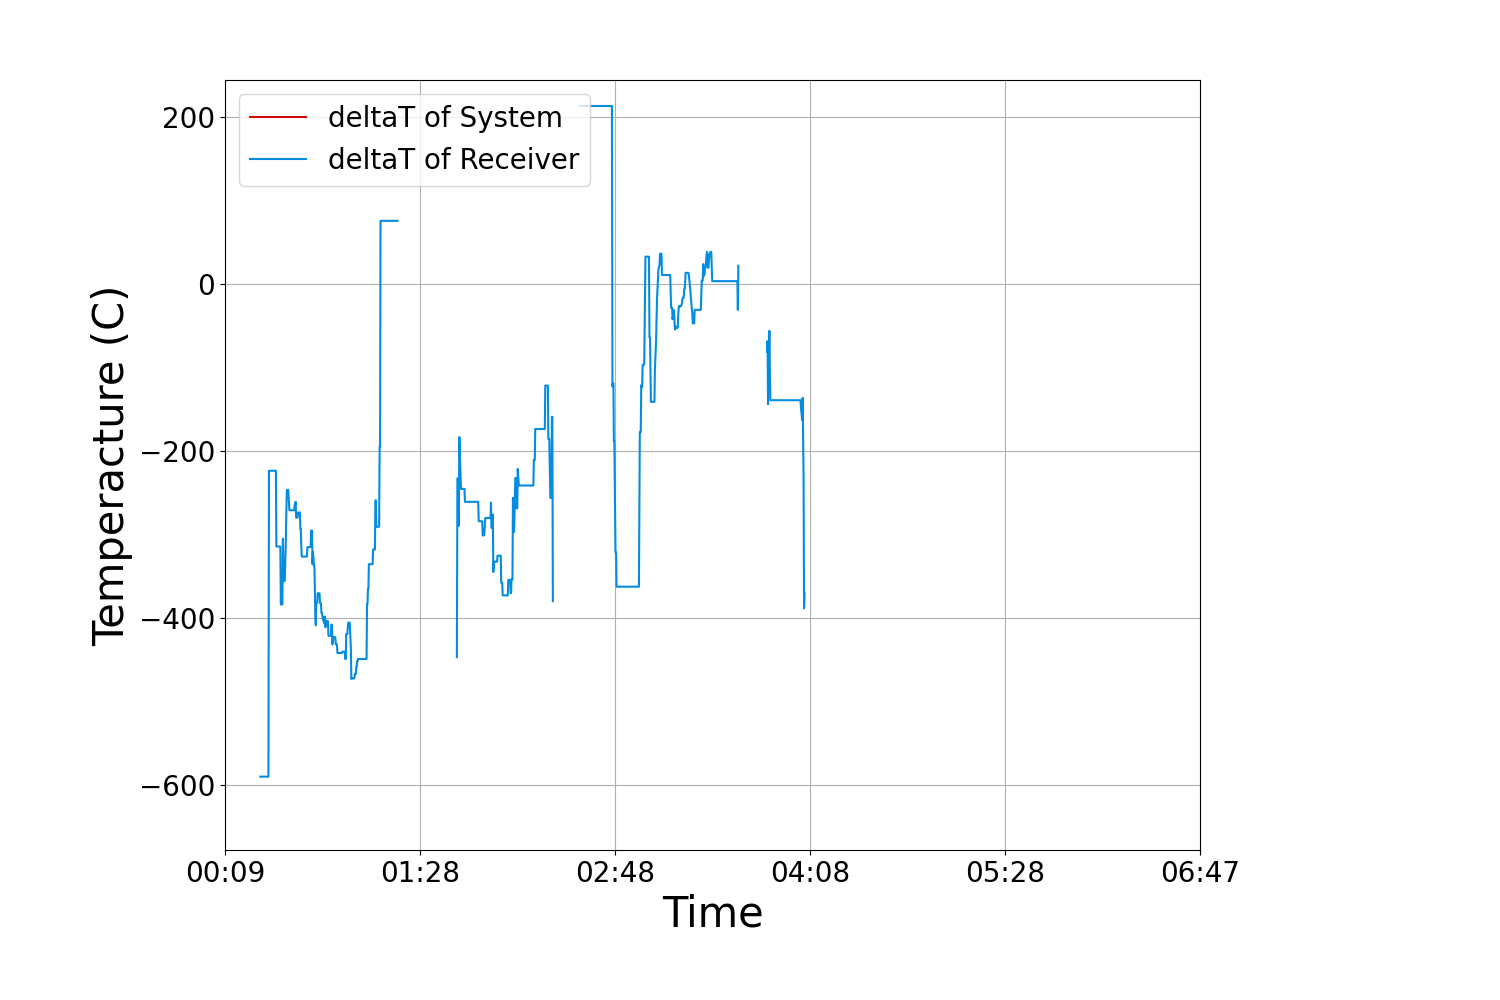 deltaT of System
deltaT of Receiver
200
0
−200
−400
−600
Temperacture (C)
00:09 01:28 02:48 04:08 05:28 06:47
Time